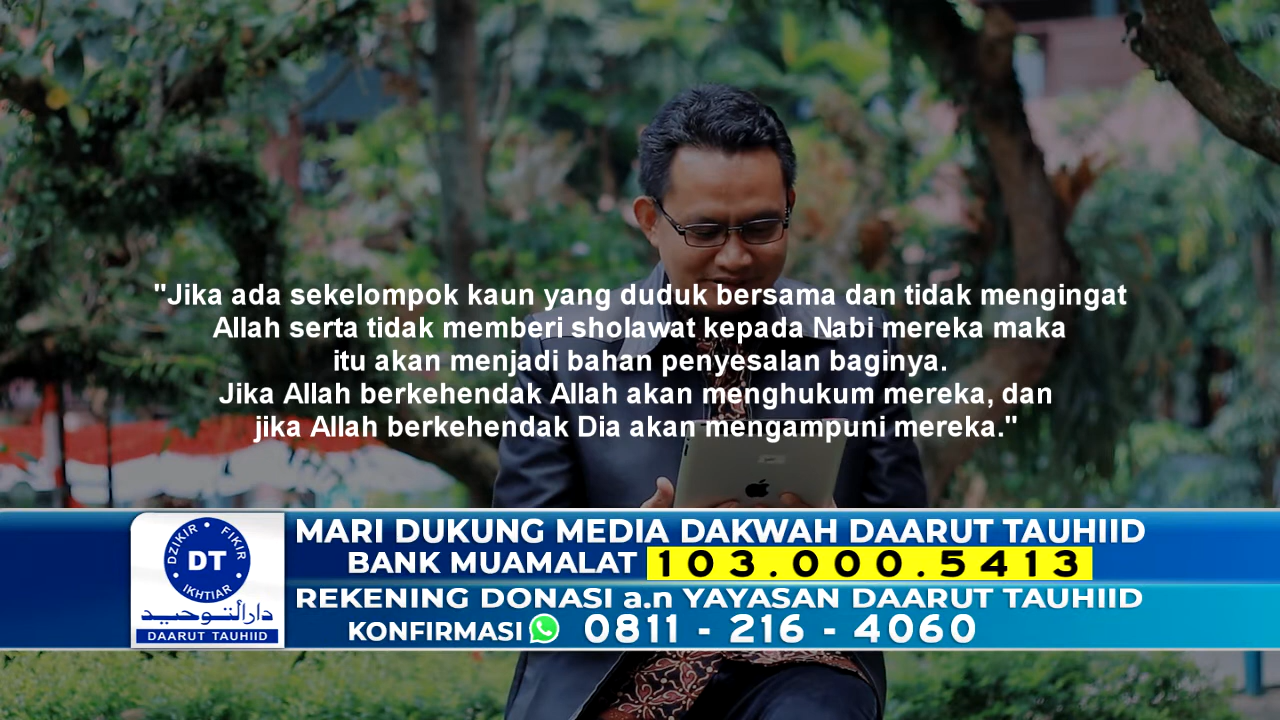 "Jika ada sekelompok kaun yang duduk bersama dan tidak mengingat
Allah serta tidak memberi sholawat kepada Nabi mereka maka
itu akan menjadi bahan penyesalan baginya.
Jika Allah berkehendak Allah akan menghukum mereka, dan
jika Allah berkehendak Dia akan mengampuni mereka."
DZIKIR • FIKIR • IKHTIAR •
DT
دارالتوحيد
DAARUT TAUHIID
MARI DUKUNG MEDIA DAKWAH DAARUT TAUHIID
BANK MUAMALAT 103.000.5413
REKENING DONASI a.n YAYASAN DAARUT TAUHIID
KONFIRMASI 0811 - 216 - 4060